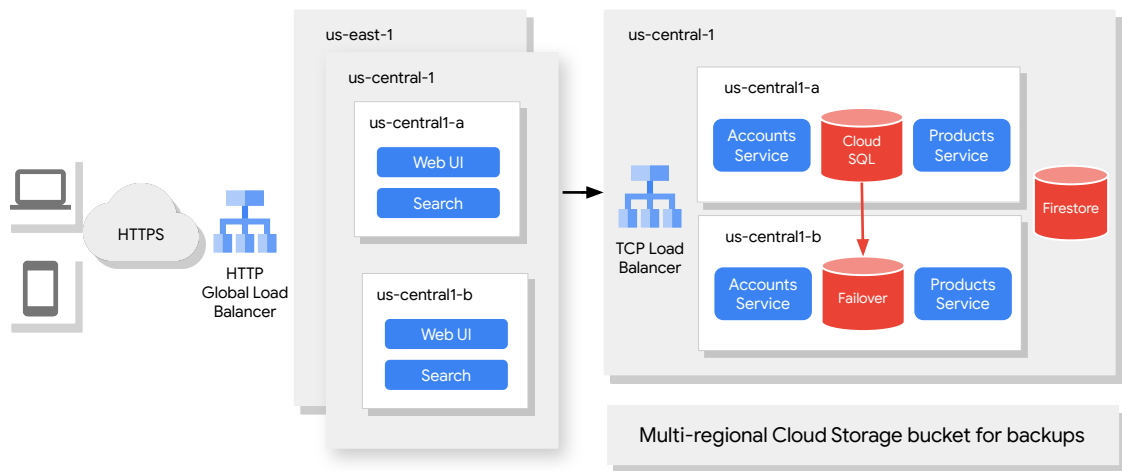 us-east-1
us-central-1
us-central1-a
Web UI
Search
us-central1-b
Web UI
Search
HTTPS
HTTP
Global Load
Balancer
us-central-1
us-central1-a
Accounts
Service
Cloud
SQL
Products
Service
TCP Load
Balancer
us-central1-b
Accounts
Service
Failover
Products
Service
Firestore
Multi-regional Cloud Storage bucket for backups